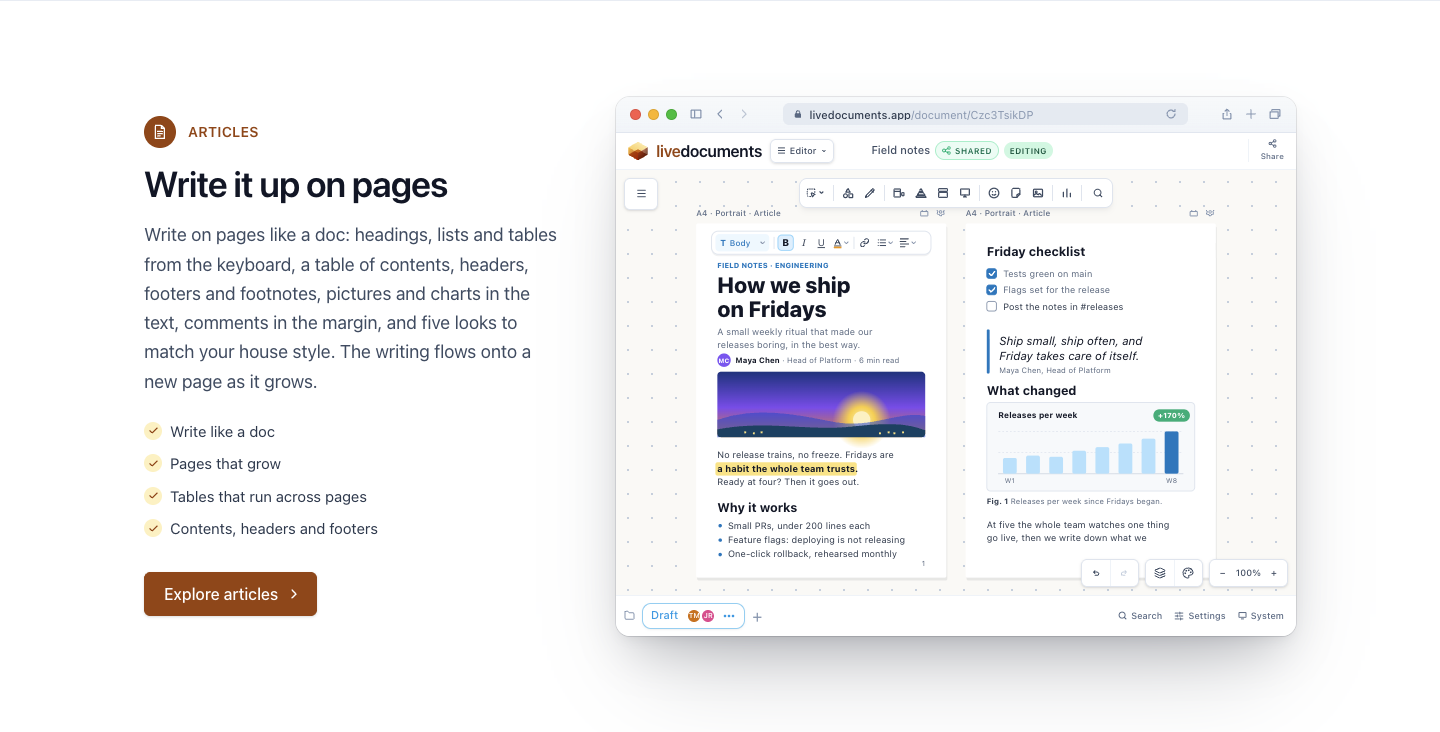 ARTICLES
Write it up on pages
Write on pages like a doc: headings, lists and tables
from the keyboard, a table of contents, headers,
footers and footnotes, pictures and charts in the
text, comments in the margin, and five looks to
match your house style. The writing flows onto a
new page as it grows.
Write like a doc
Pages that grow
Tables that run across pages
Contents, headers and footers
Explore articles
livedocuments.app/document/Czc3TsikDP
livedocuments
Editor
Field notes
SHARED
EDITING
Share
A4 · Portrait · Article
T Body
B I U A
FIELD NOTES · ENGINEERING
How we ship
on Fridays
A small weekly ritual that made our
releases boring, in the best way.
MC Maya Chen · Head of Platform · 6 min read
No release trains, no freeze. Fridays are
a habit the whole team trusts.
Ready at four? Then it goes out.
Why it works
• Small PRs, under 200 lines each
• Feature flags: deploying is not releasing
• One-click rollback, rehearsed monthly
1
A4 · Portrait · Article
Friday checklist
Tests green on main
Flags set for the release
Post the notes in #releases
Ship small, ship often, and
Friday takes care of itself.
Maya Chen, Head of Platform
What changed
Releases per week
+170%
W1
W8
Fig. 1 Releases per week since Fridays began.
At five the whole team watches one thing
go live, then we write down what we
− 100% +
Draft
TM
JR
Search
Settings
System